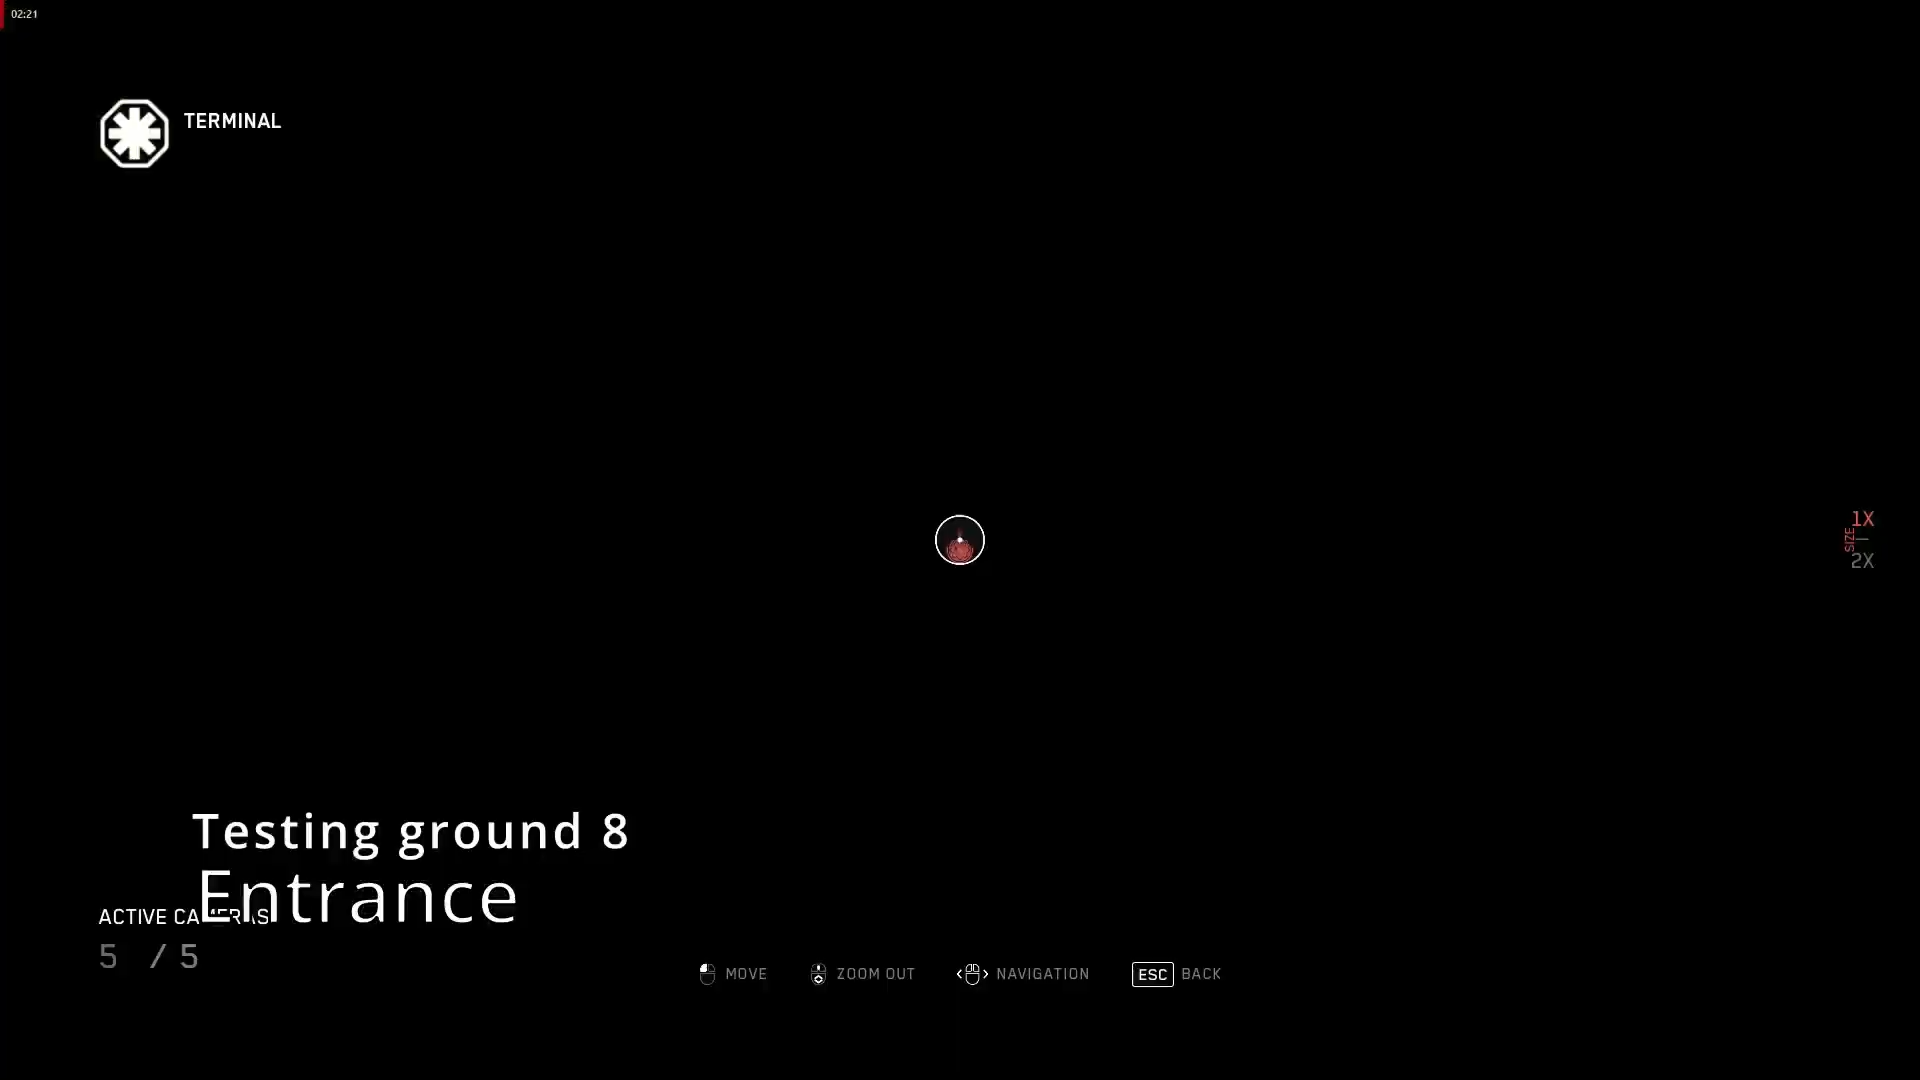 02:21
TERMINAL
1X
SIZE
2X
Testing ground 8
Entrance
ACTIVE CAMERAS
5 / 5
MOVE
ZOOM OUT
NAVIGATION
ESC BACK